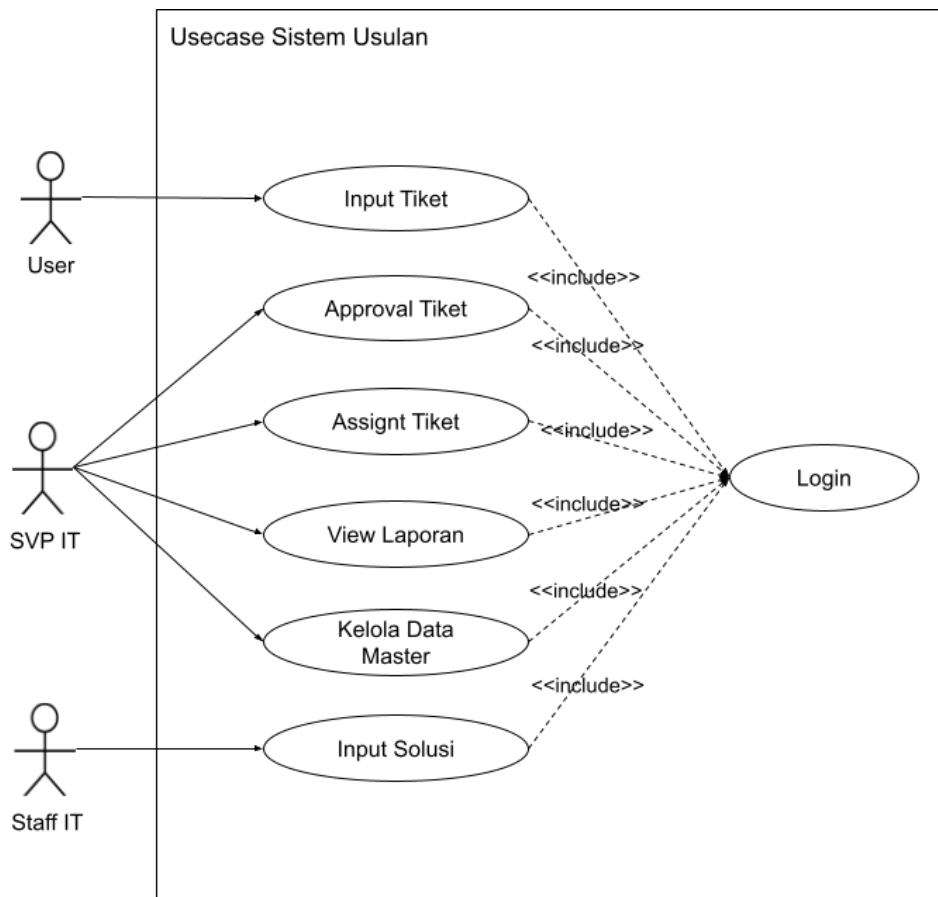 Usecase Sistem Usulan
Input Tiket
User
<<include>>
Approval Tiket
<<include>>
Assignt Tiket
<<include>>
Login
SVP IT
View Laporan
<<include>>
<<include>>
Kelola Data
Master
<<include>>
Input Solusi
Staff IT